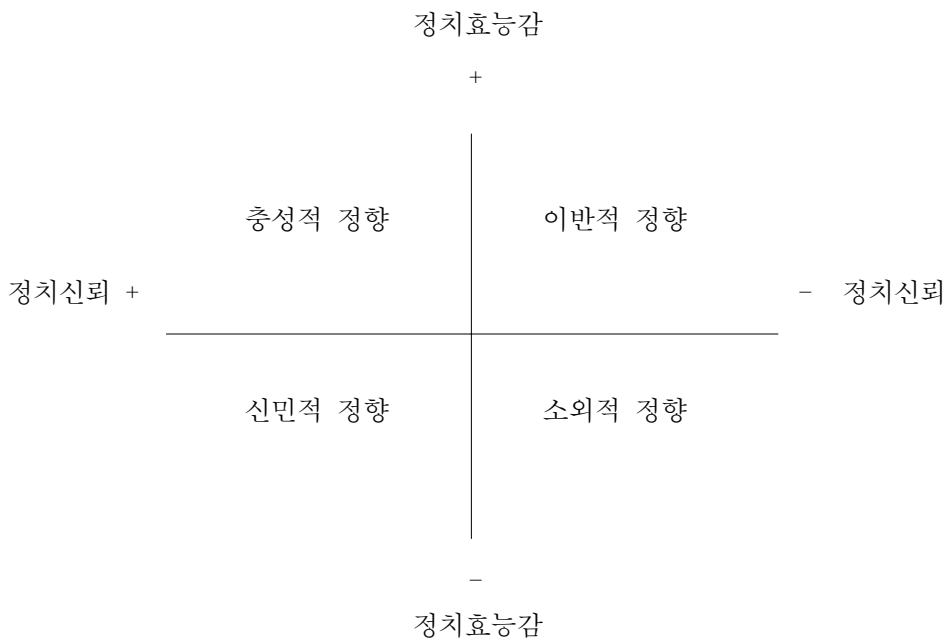 정치효능감
+
충성적 정향 이반적 정향
정치신뢰 + - 정치신뢰
신민적 정향 소외적 정향
-
정치효능감